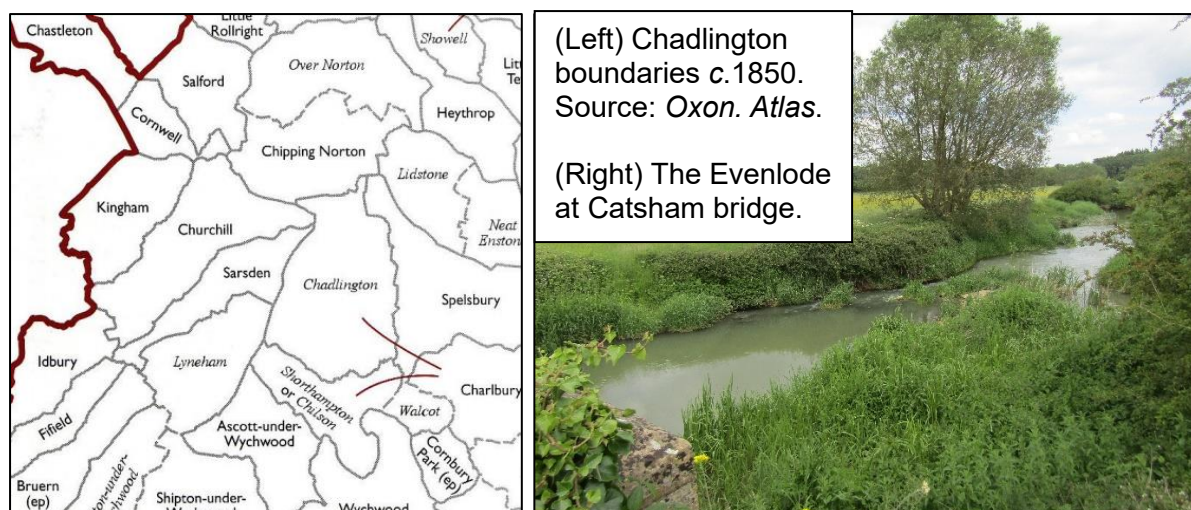 Chastleton
Little
Rollright
Showell
Salford
Over Norton
Heythrop
Cornwell
Chipping Norton
Lidstone
Kingham
Churchill
Neat
Enston
Sarsden
Chadlington
Spelsbury
Idbury
Lyneham
Shorthampton
or Chilson
Charlbury
Walcot
Fifield
Ascott-under-
Wychwood
Cornbury
Park (ep)
Bruern
(ep)
Shipton-under-
Wychwood
(Left) Chadlington
boundaries c.1850.
Source: Oxon. Atlas.
(Right) The Evenlode
at Catsham bridge.